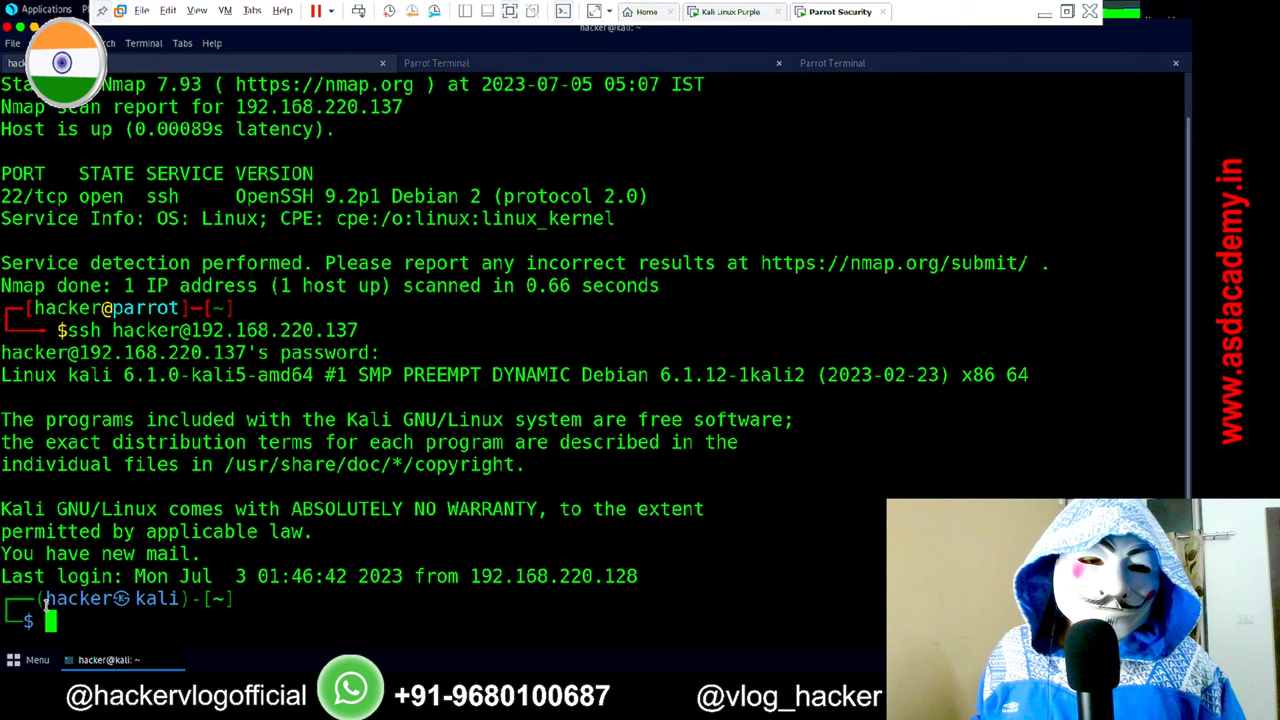 Applications
File Edit View VM Tabs Help
Home
Kali Linux Purple
Parrot Security
hacker@kali: ~
File
Terminal Tabs Help
Parrot Terminal
Parrot Terminal
Nmap 7.93 ( https://nmap.org ) at 2023-07-05 05:07 IST
Nmap scan report for 192.168.220.137
Host is up (0.00089s latency).
PORT STATE SERVICE VERSION
22/tcp open ssh OpenSSH 9.2p1 Debian 2 (protocol 2.0)
Service Info: OS: Linux; CPE: cpe:/o:linux:linux_kernel
Service detection performed. Please report any incorrect results at https://nmap.org/submit/ .
Nmap done: 1 IP address (1 host up) scanned in 0.66 seconds
┌─[hacker@parrot]─[~]
└──╼ $ssh hacker@192.168.220.137
hacker@192.168.220.137's password:
Linux kali 6.1.0-kali5-amd64 #1 SMP PREEMPT DYNAMIC Debian 6.1.12-1kali2 (2023-02-23) x86 64
The programs included with the Kali GNU/Linux system are free software;
the exact distribution terms for each program are described in the
individual files in /usr/share/doc/*/copyright.
Kali GNU/Linux comes with ABSOLUTELY NO WARRANTY, to the extent
permitted by applicable law.
You have new mail.
Last login: Mon Jul 3 01:46:42 2023 from 192.168.220.128
┌──(hacker㉿kali)-[~]
└─$
Menu
hacker@kali: ~
@hackervlogofficial
+91-9680100687
@vlog_hacker
www.asdacademy.in